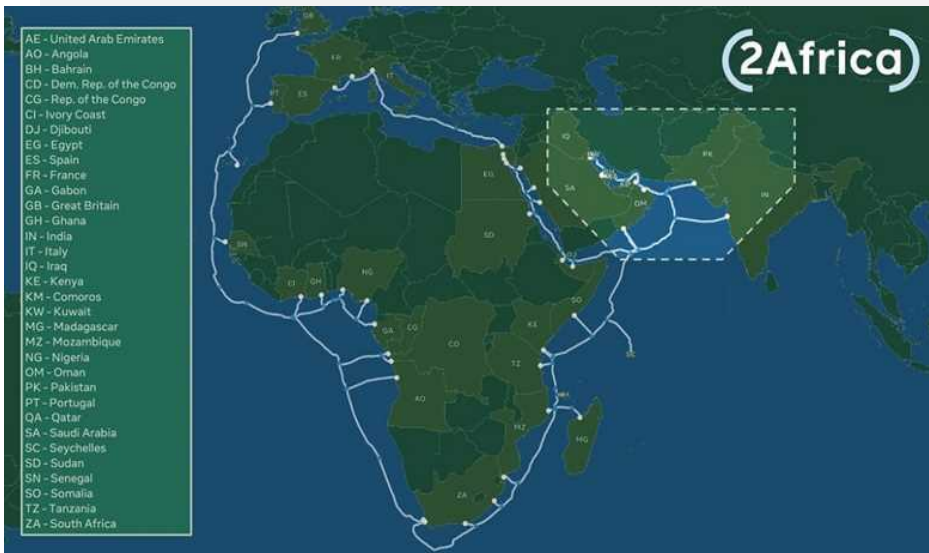 AE - United Arab Emirates
AO - Angola
BH - Bahrain
CD - Dem. Rep. of the Congo
CG - Rep. of the Congo
CI - Ivory Coast
DJ - Djibouti
EG - Egypt
ES - Spain
FR - France
GA - Gabon
GB - Great Britain
GH - Ghana
IN - India
IT - Italy
IQ - Iraq
KE - Kenya
KM - Comoros
KW - Kuwait
MG - Madagascar
MZ - Mozambique
NG - Nigeria
OM - Oman
PK - Pakistan
PT - Portugal
QA - Qatar
SA - Saudi Arabia
SC - Seychelles
SD - Sudan
SN - Senegal
SO - Somalia
TZ - Tanzania
ZA - South Africa
(2Africa)
GB
FR
IT
PT
ES
IQ
PK
EG
SA
IN
OM
SD
SN
CI
GH
NG
SO
GA
CG
CD
KE
SC
TZ
AO
MZ
MG
ZA